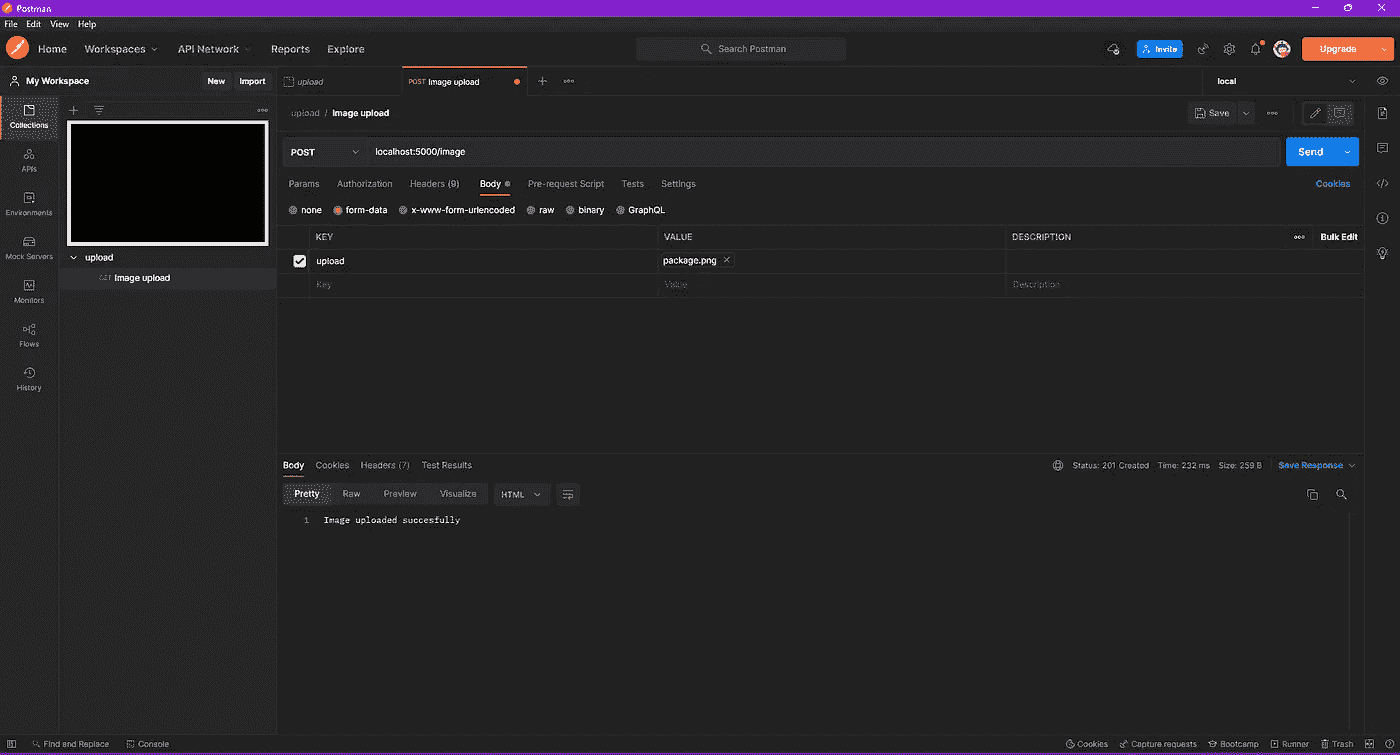 Postman
File Edit View Help
Home Workspaces API Network Reports Explore Search Postman Invite Upgrade
My Workspace New Import upload POST Image upload local
Collections
APIs
Environments
Mock Servers
Monitors
Flows
History
upload
GET Image upload
upload / Image upload Save
POST localhost:5000/image Send
Params Authorization Headers (9) Body Pre-request Script Tests Settings Cookies
none form-data x-www-form-urlencoded raw binary GraphQL
KEY VALUE DESCRIPTION Bulk Edit
upload package.png
Key Value Description
Body Cookies Headers (7) Test Results Status: 201 Created Time: 232 ms Size: 259 B Save Response
Pretty Raw Preview Visualize HTML
1 Image uploaded succesfully
Find and Replace Console Cookies Capture requests Bootcamp Runner Trash